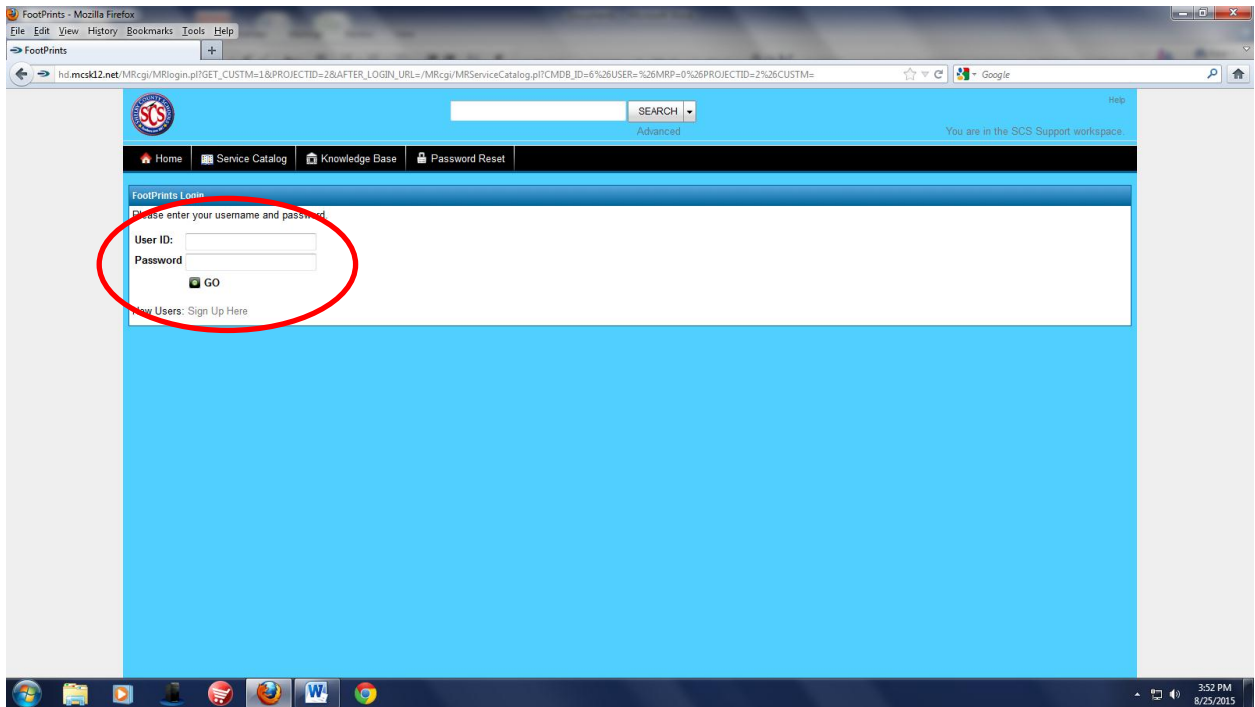 FootPrints - Mozilla Firefox
File Edit View History Bookmarks Tools Help
FootPrints +
hd.mcsk12.net/MRcgi/MRlogin.pl?GET_CUSTM=1&PROJECTID=2&AFTER_LOGIN_URL=/MRcgi/MRServiceCatalog.pl?CMDB_ID=6%26USER=%26MRP=0%26PROJECTID=2%26CUSTM=
Google
SCS
SEARCH
Help
Advanced
You are in the SCS Support workspace.
Home Service Catalog Knowledge Base Password Reset
FootPrints Login
Please enter your username and password.
User ID:
Password
GO
New Users: Sign Up Here
W
3:52 PM
8/25/2015